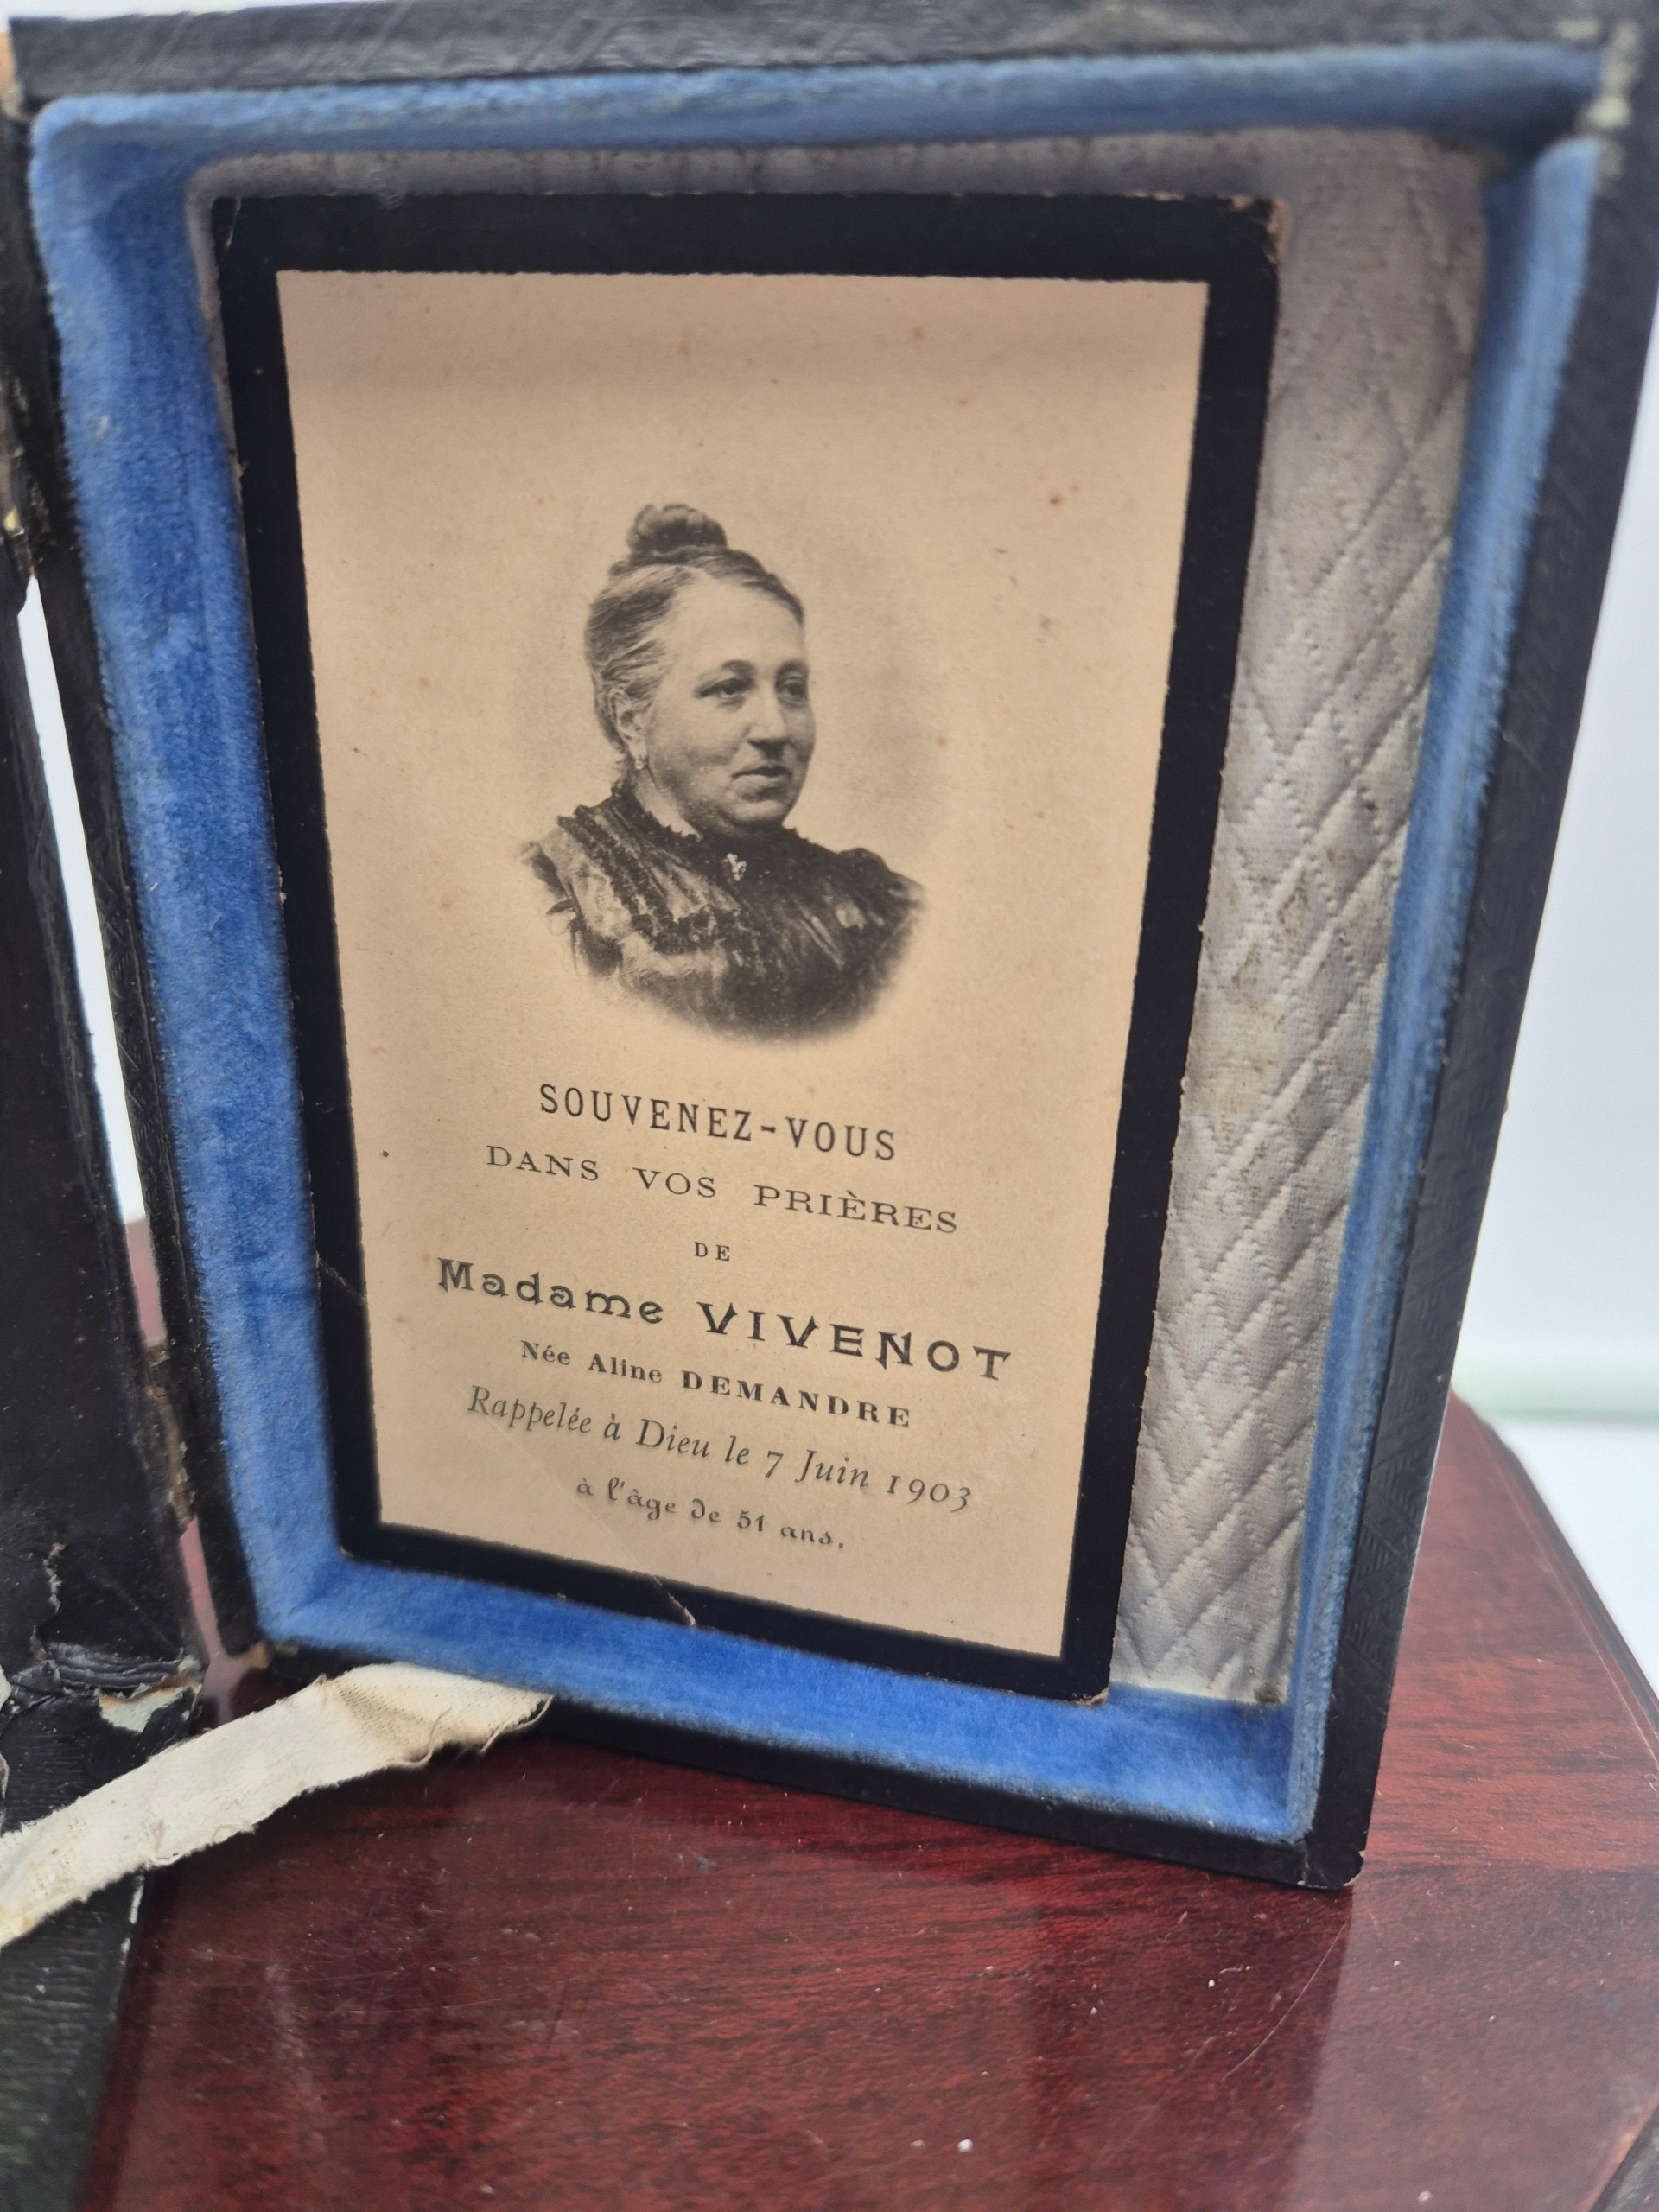 SOUVENEZ-VOUS
DANS VOS PRIÈRES
DE
Madame VIVENOT
Née Aline DEMANDRE
Rappelée à Dieu le 7 Juin 1903
à l'âge de 51 ans.